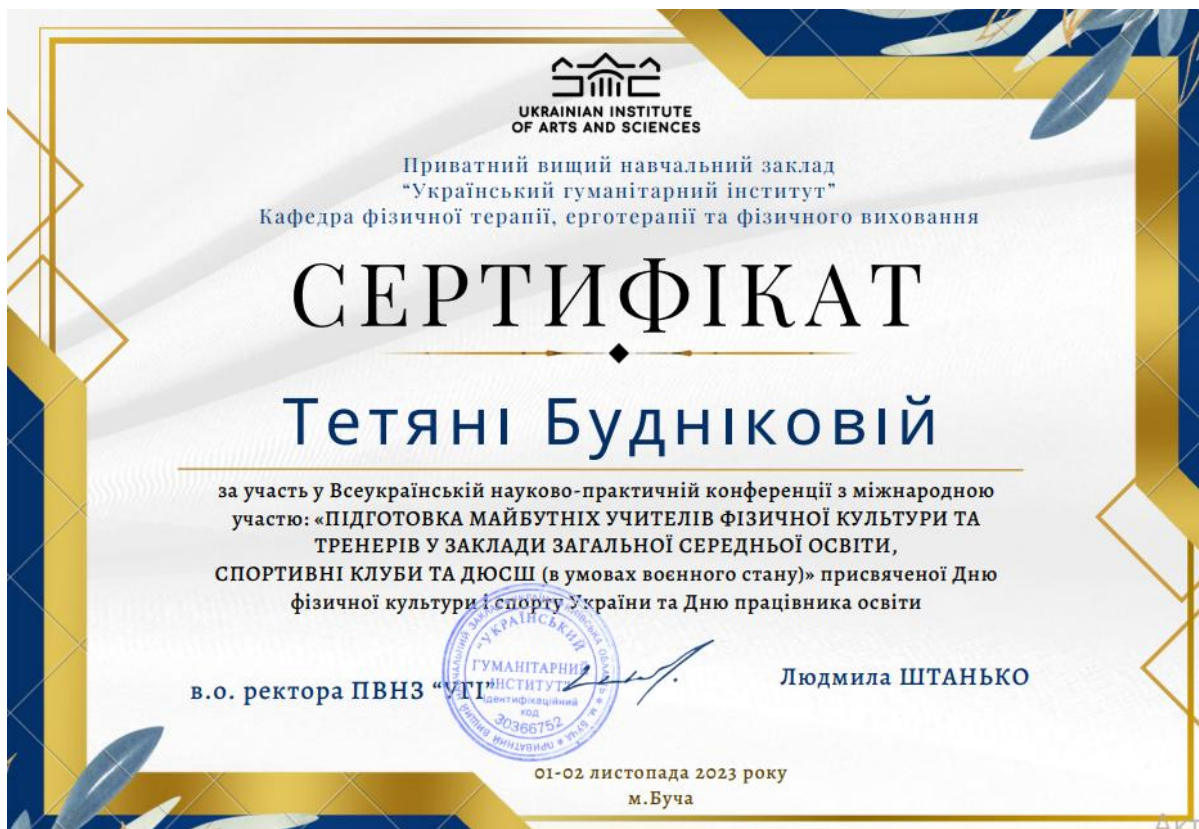 UKRAINIAN INSTITUTE
OF ARTS AND SCIENCES
Приватний вищий навчальний заклад
“Український гуманітарний інститут”
Кафедра фізичної терапії, ерготерапії та фізичного виховання
СЕРТИФІКАТ
Тетяні Будніковій
за участь у Всеукраїнській науково-практичній конференції з міжнародною
участю: «ПІДГОТОВКА МАЙБУТНІХ УЧИТЕЛІВ ФІЗИЧНОЇ КУЛЬТУРИ ТА
ТРЕНЕРІВ У ЗАКЛАДИ ЗАГАЛЬНОЇ СЕРЕДНЬОЇ ОСВІТИ,
СПОРТИВНІ КЛУБИ ТА ДЮСШ (в умовах воєнного стану)» присвяченої Дню
фізичної культури і спорту України та Дню працівника освіти
"УКРАЇНСЬКИЙ
ГУМАНІТАРНИЙ
ІНСТИТУТ"
Ідентифікаційний
код
30366752
в.о. ректора ПВНЗ “УГІ”
Людмила ШТАНЬКО
01-02 листопада 2023 року
м.Буча